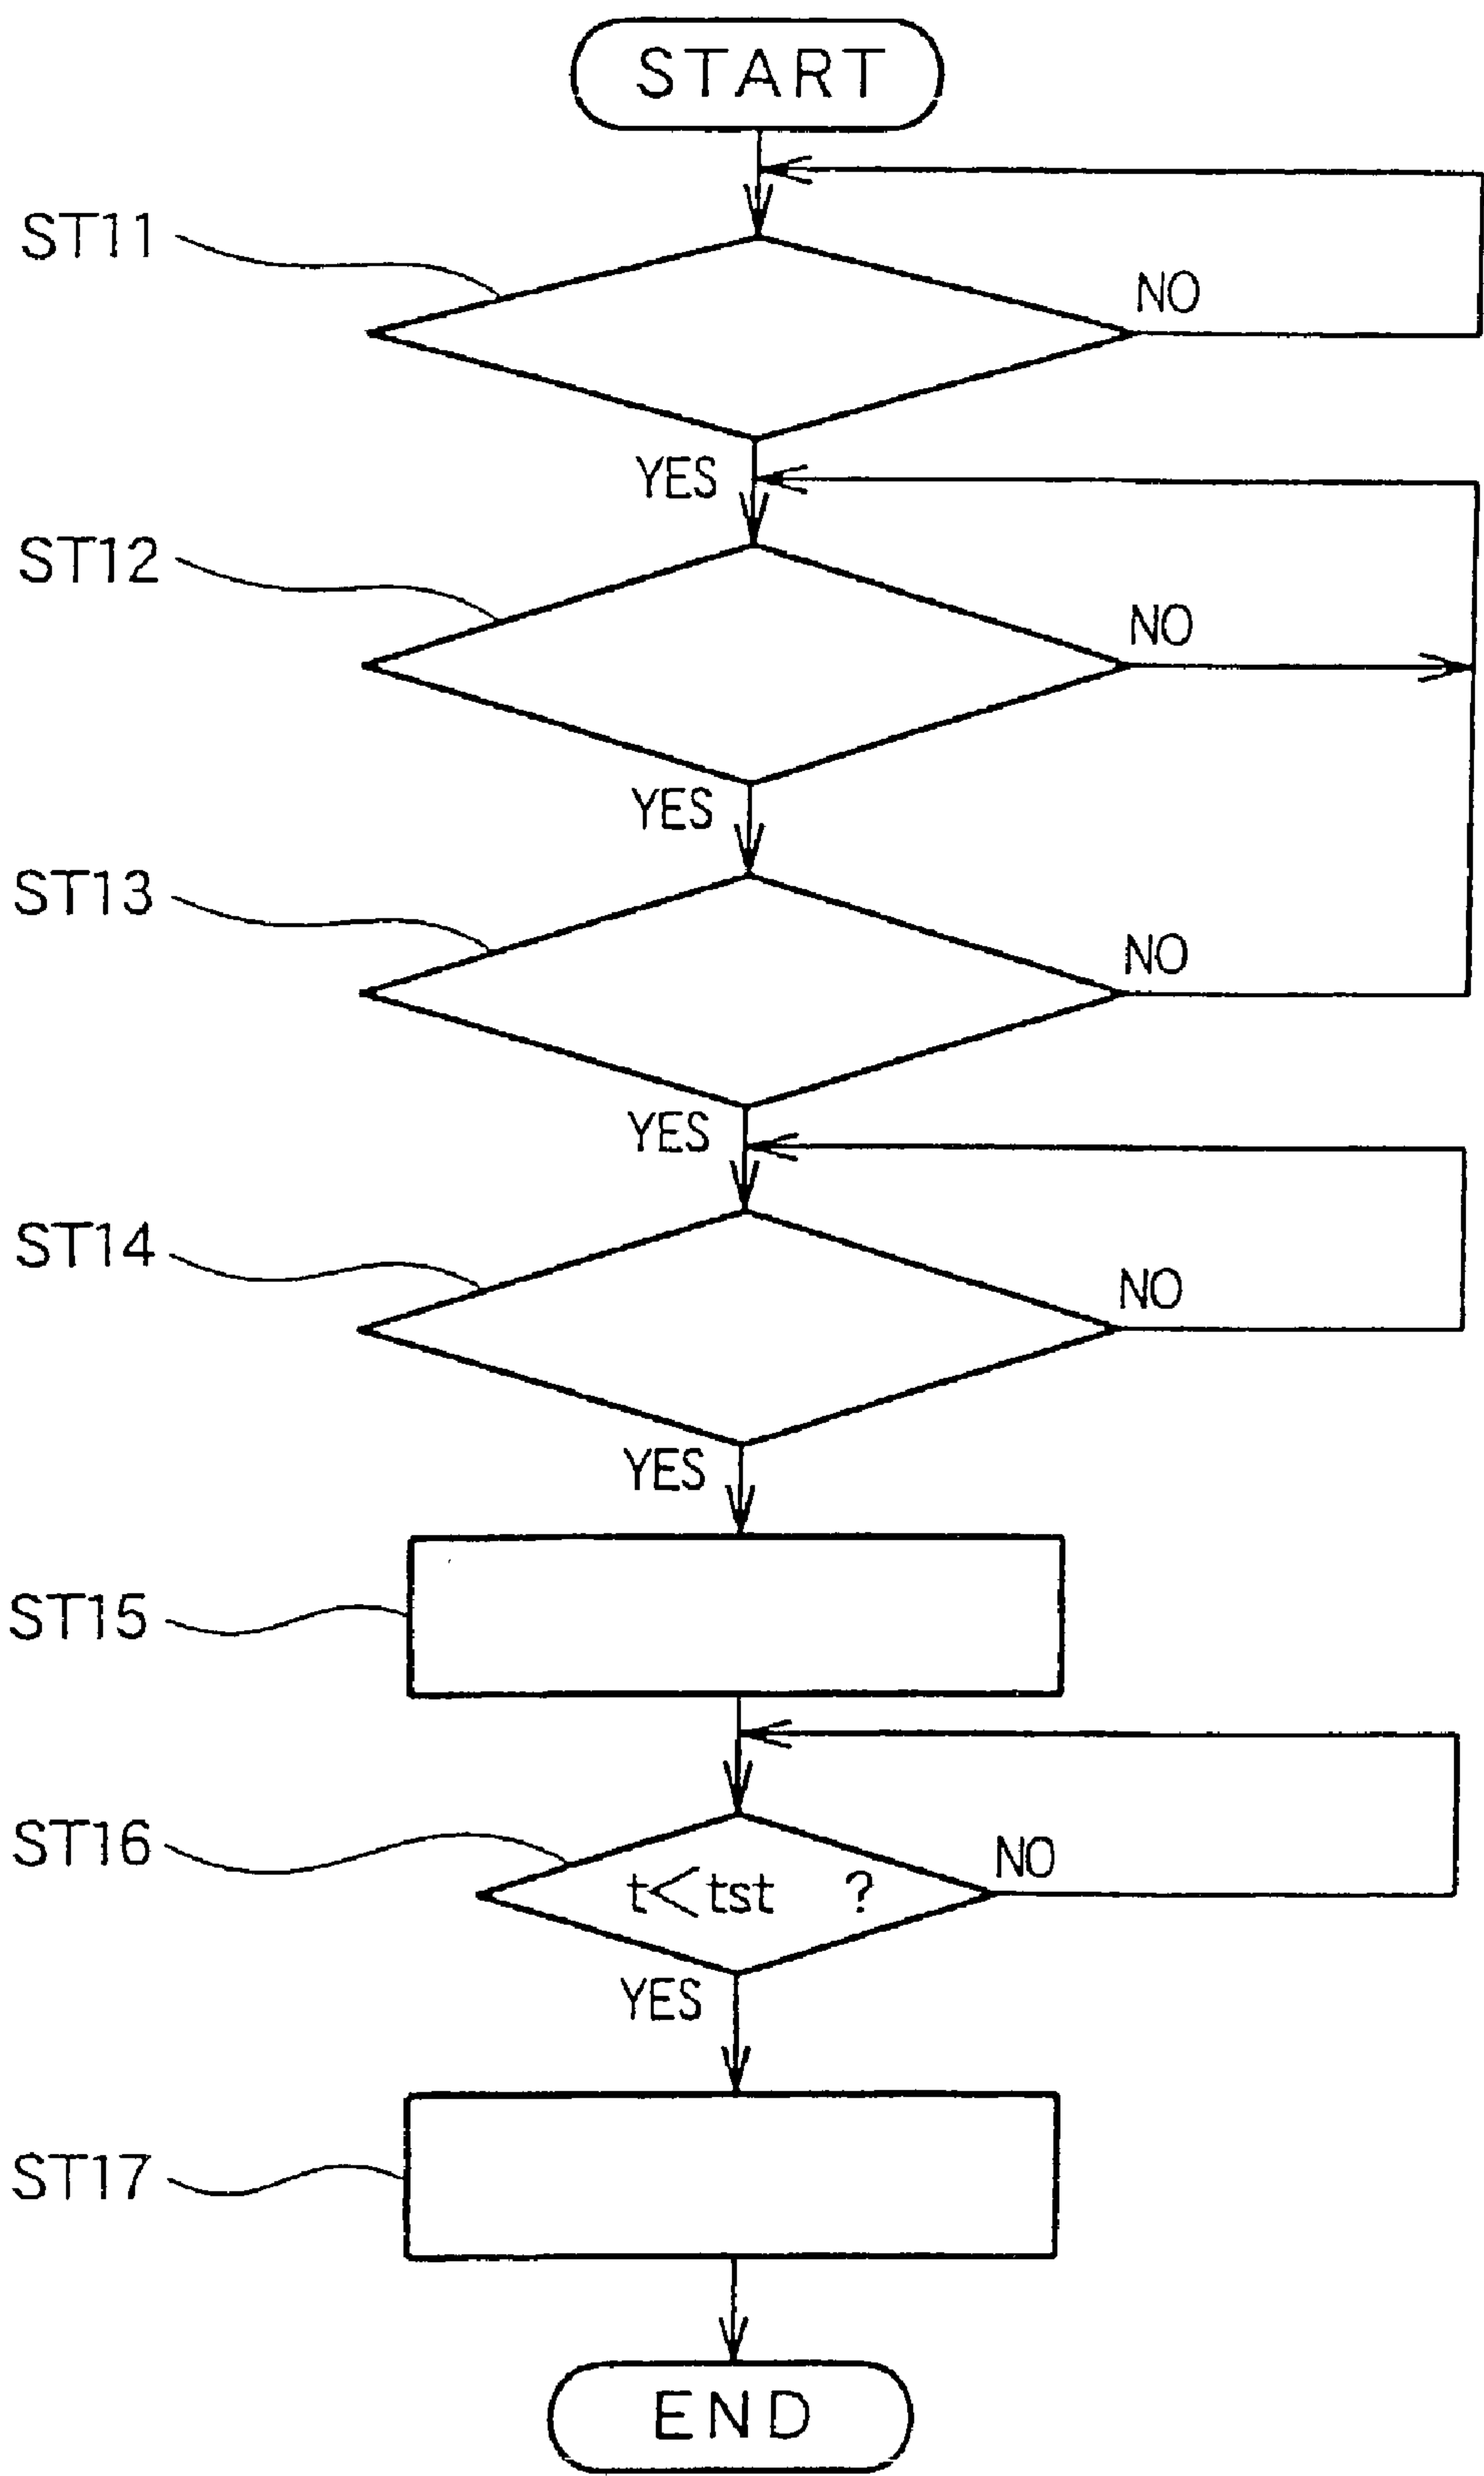 START
ST11
NO
YES
ST12
NO
YES
ST13
NO
YES
ST14
NO
YES
ST15
ST16
t<tst ?
NO
YES
ST17
END